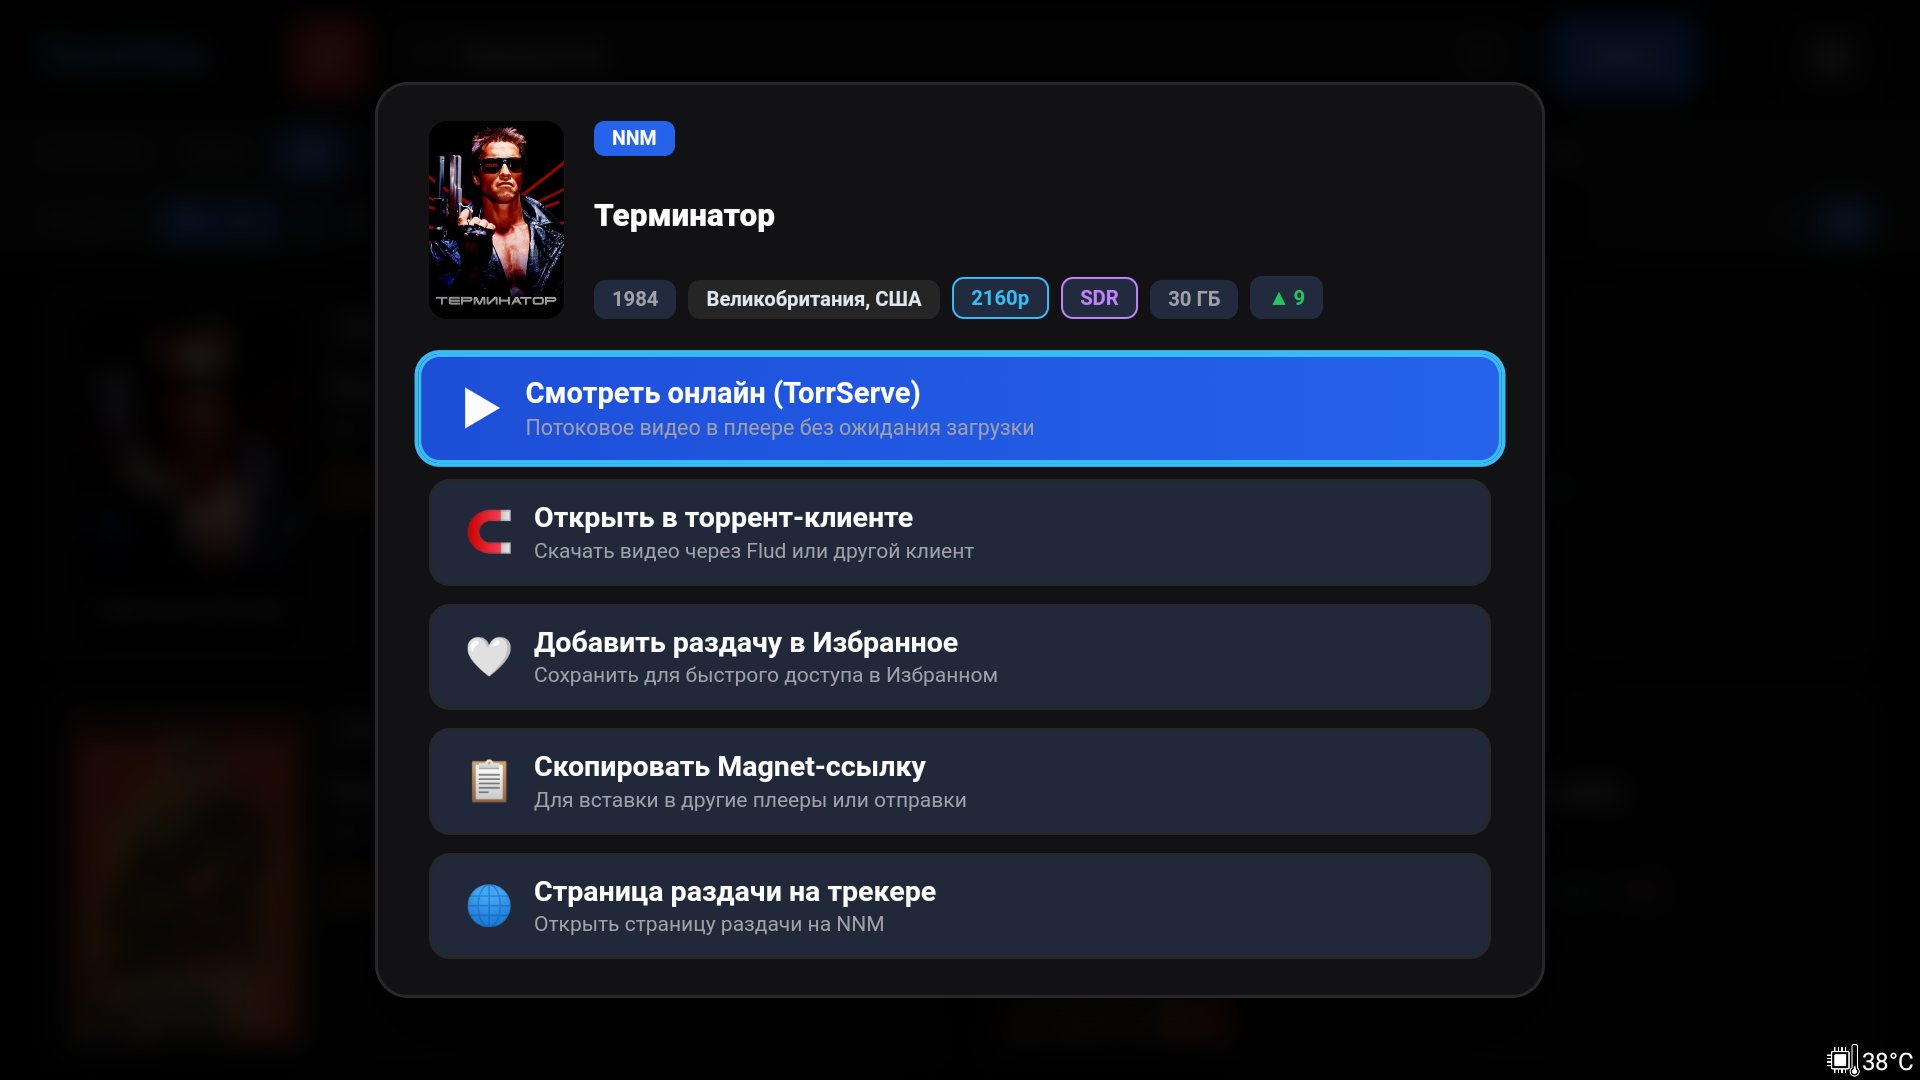 NNM
Терминатор
ТЕРМИНАТОР
1984
Великобритания, США
2160p
SDR
30 ГБ
▲ 9
Смотреть онлайн (TorrServe)
Потоковое видео в плеере без ожидания загрузки
Открыть в торрент-клиенте
Скачать видео через Flud или другой клиент
Добавить раздачу в Избранное
Сохранить для быстрого доступа в Избранном
Скопировать Magnet-ссылку
Для вставки в другие плееры или отправки
Страница раздачи на трекере
Открыть страницу раздачи на NNM
38°C